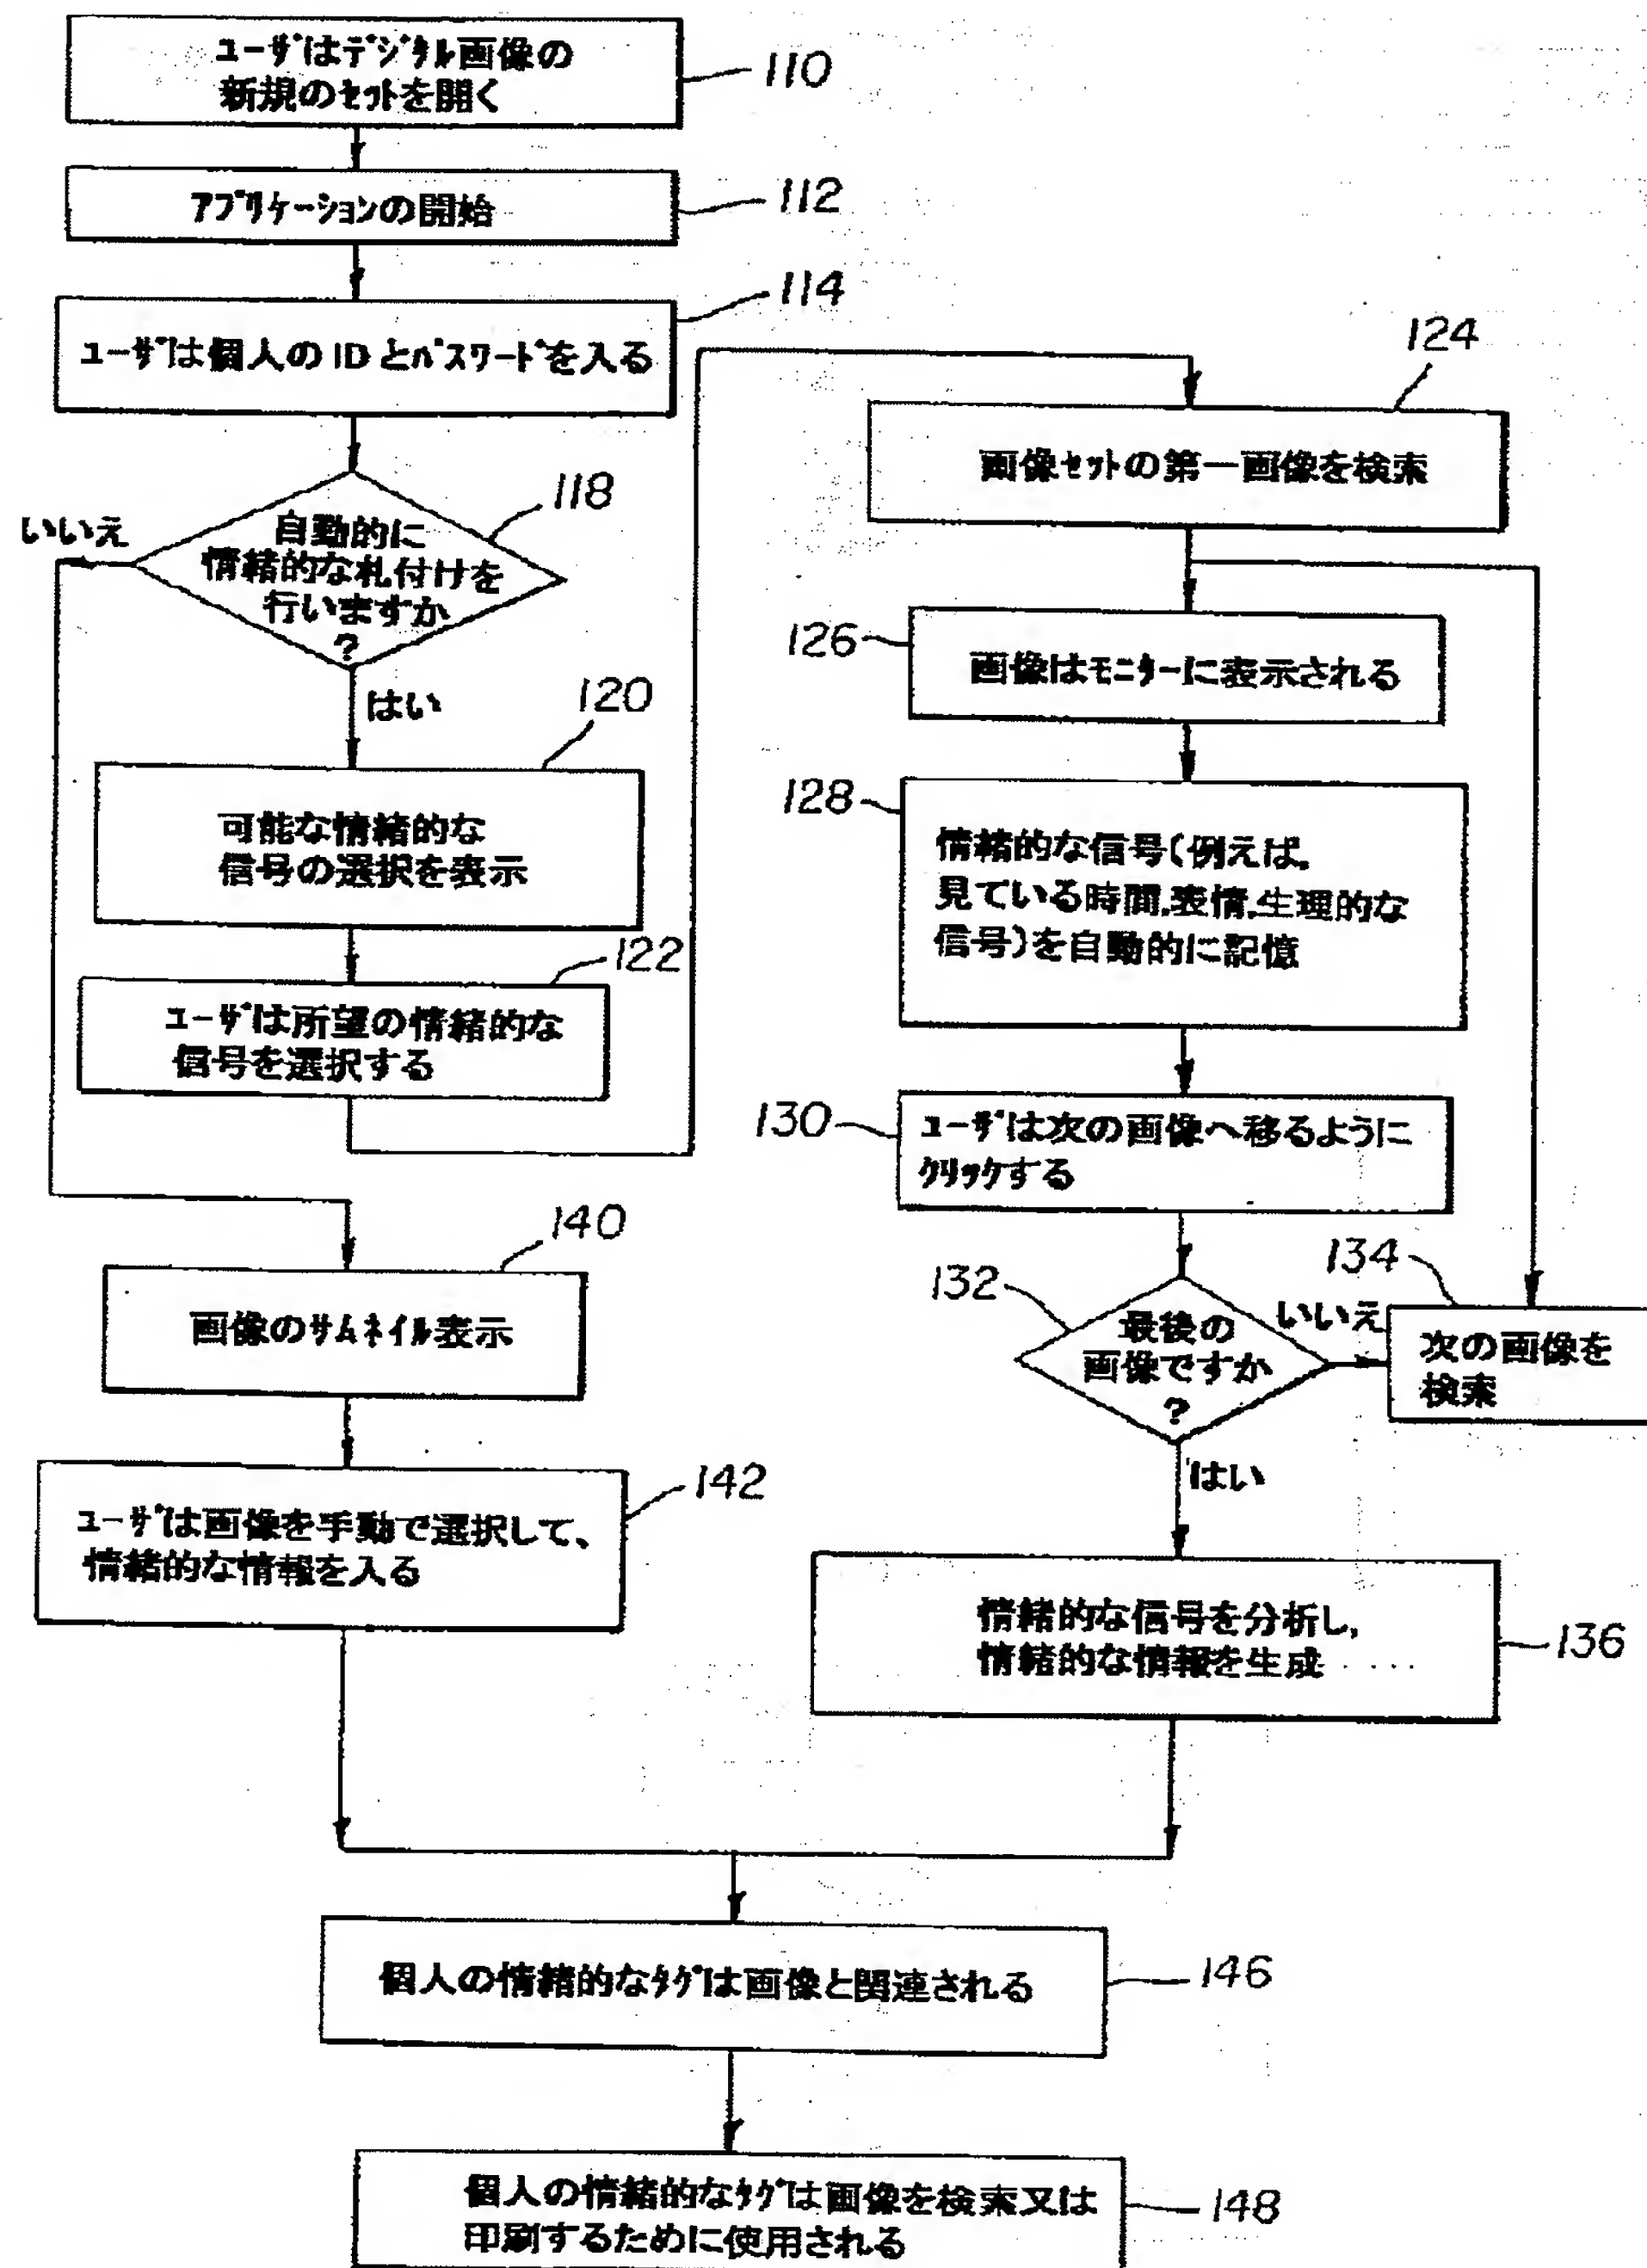 ユーザはデジタル画像の
新規のセットを開く
110
アプリケーションの開始
112
ユーザは個人のIDとパスワードを入る
114
自動的に
情緒的な札付けを
行いますか
?
118
いいえ
はい
可能な情緒的な
信号の選択を表示
120
ユーザは所望の情緒的な
信号を選択する
122
画像セットの第一画像を検索
124
画像はモニターに表示される
126
情緒的な信号(例えば,
見ている時間,表情,生理的な
信号)を自動的に記憶
128
ユーザは次の画像へ移るように
クリックする
130
最後の
画像ですか
?
132
いいえ
はい
次の画像を
検索
134
情緒的な信号を分析し,
情緒的な情報を生成
136
画像のサムネイル表示
140
ユーザは画像を手動で選択して、
情緒的な情報を入る
142
個人の情緒的なタグは画像と関連される
146
個人の情緒的なタグは画像を検索又は
印刷するために使用される
148